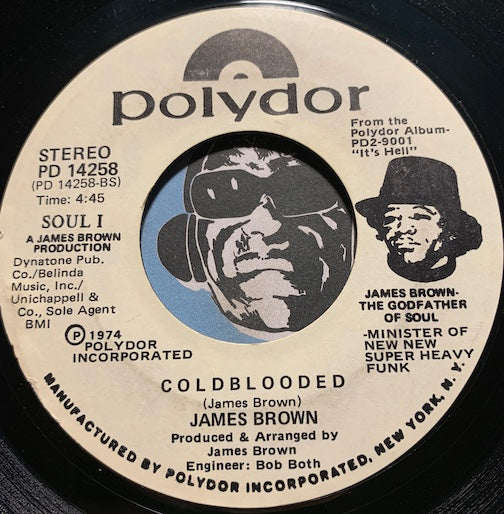 polydor
From the
Polydor Album-
PD2-9001
"It's Hell"
STEREO
PD 14258
(PD 14258-BS)
Time: 4:45
SOUL I
A JAMES BROWN
PRODUCTION
Dynatone Pub.
Co./Belinda
Music, Inc./
Unichappell &
Co., Sole Agent
BMI
Ⓟ 1974
POLYDOR
INCORPORATED
JAMES BROWN-
THE GODFATHER
OF SOUL
-MINISTER OF
NEW NEW
SUPER HEAVY
FUNK
COLDBLOODED
(James Brown)
JAMES BROWN
Produced & Arranged by
James Brown
Engineer: Bob Both
MANUFACTURED BY POLYDOR INCORPORATED, NEW YORK, N.Y.